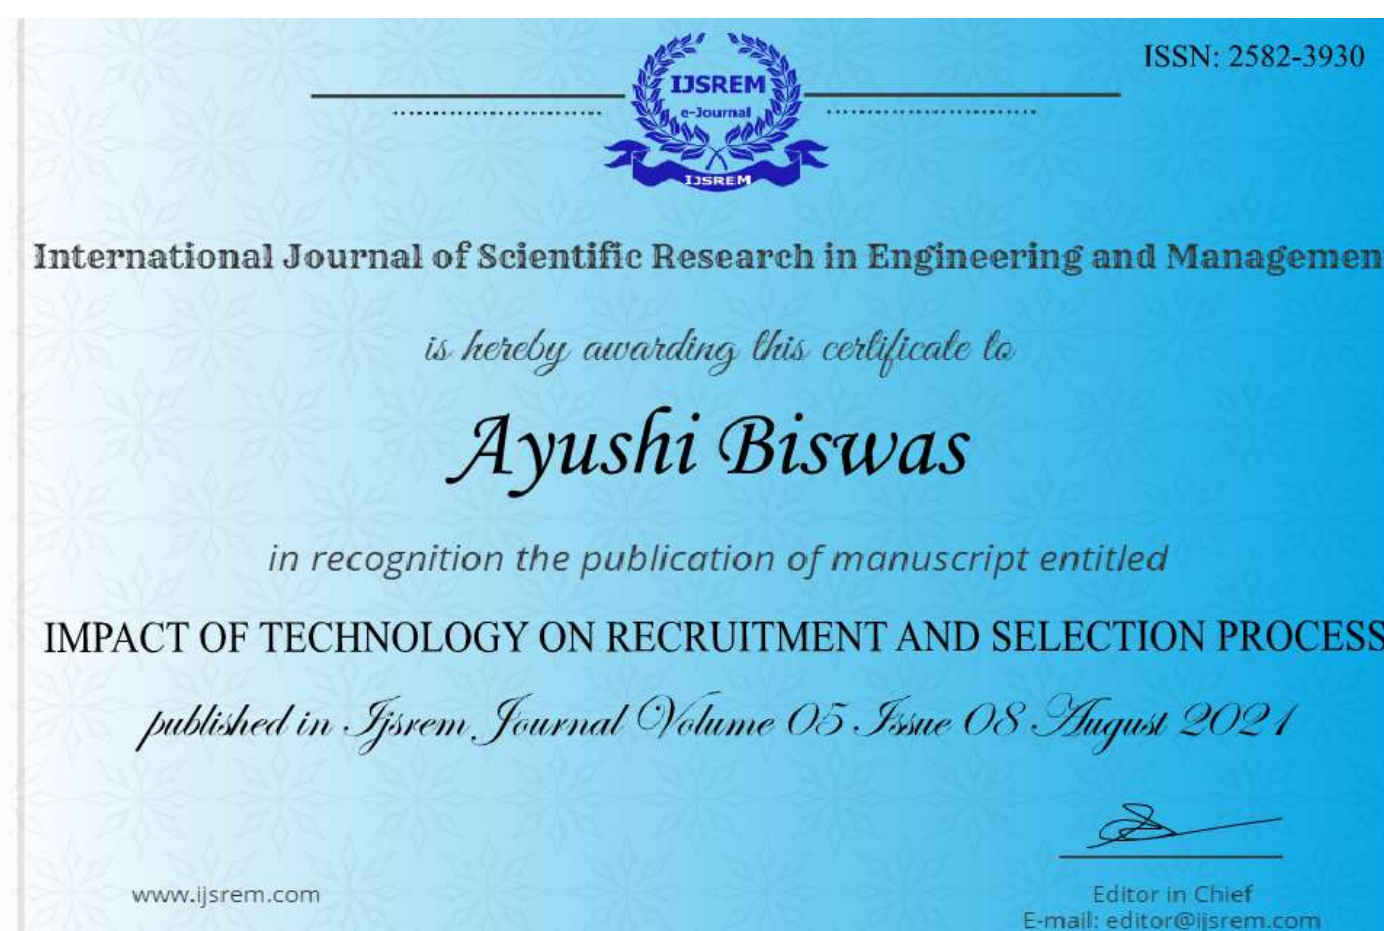 ISSN: 2582-3930
IJSREM
e-Journal
IJSREM
International Journal of Scientific Research in Engineering and Managemen
is hereby awarding this certificate to
Ayushi Biswas
in recognition the publication of manuscript entitled
IMPACT OF TECHNOLOGY ON RECRUITMENT AND SELECTION PROCESS
published in Ijsrem Journal Volume 05 Issue 08 August 2021
www.ijsrem.com
Editor in Chief
E-mail: editor@ijsrem.com